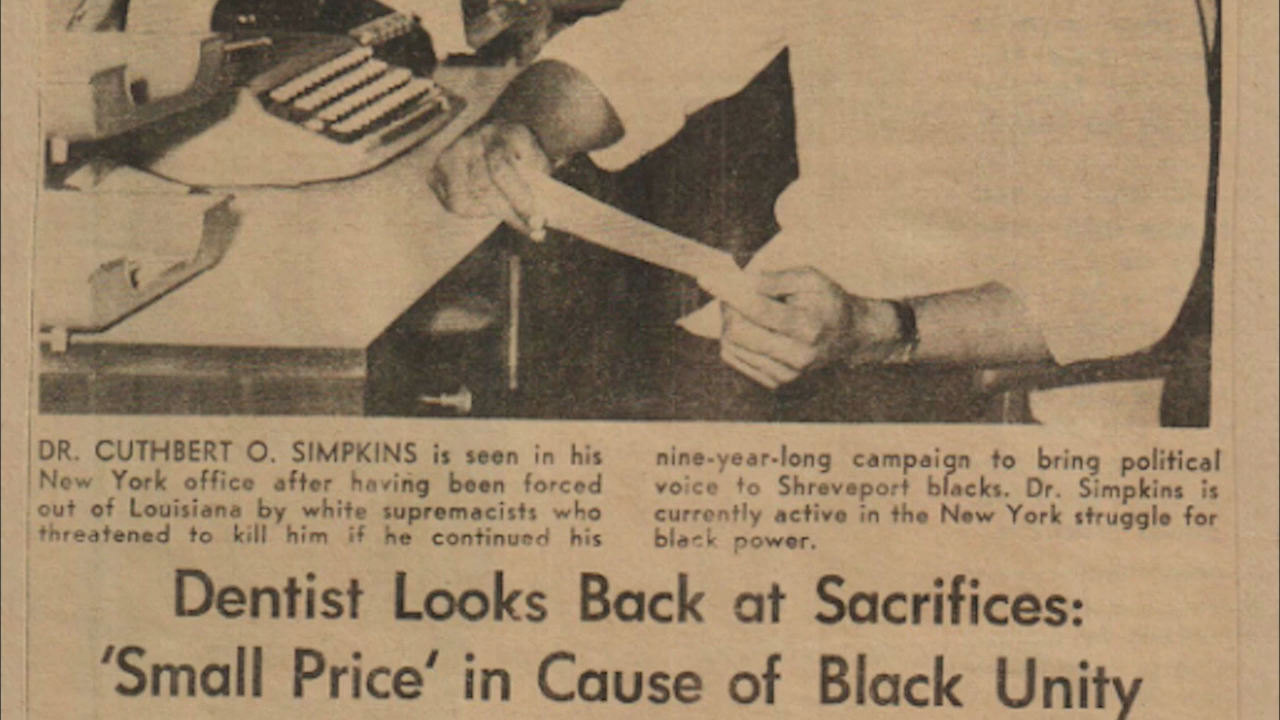 DR. CUTHBERT O. SIMPKINS is seen in his
New York office after having been forced
out of Louisiana by white supremacists who
threatened to kill him if he continued his
nine-year-long campaign to bring political
voice to Shreveport blacks. Dr. Simpkins is
currently active in the New York struggle for
black power.
Dentist Looks Back at Sacrifices:
'Small Price' in Cause of Black Unity